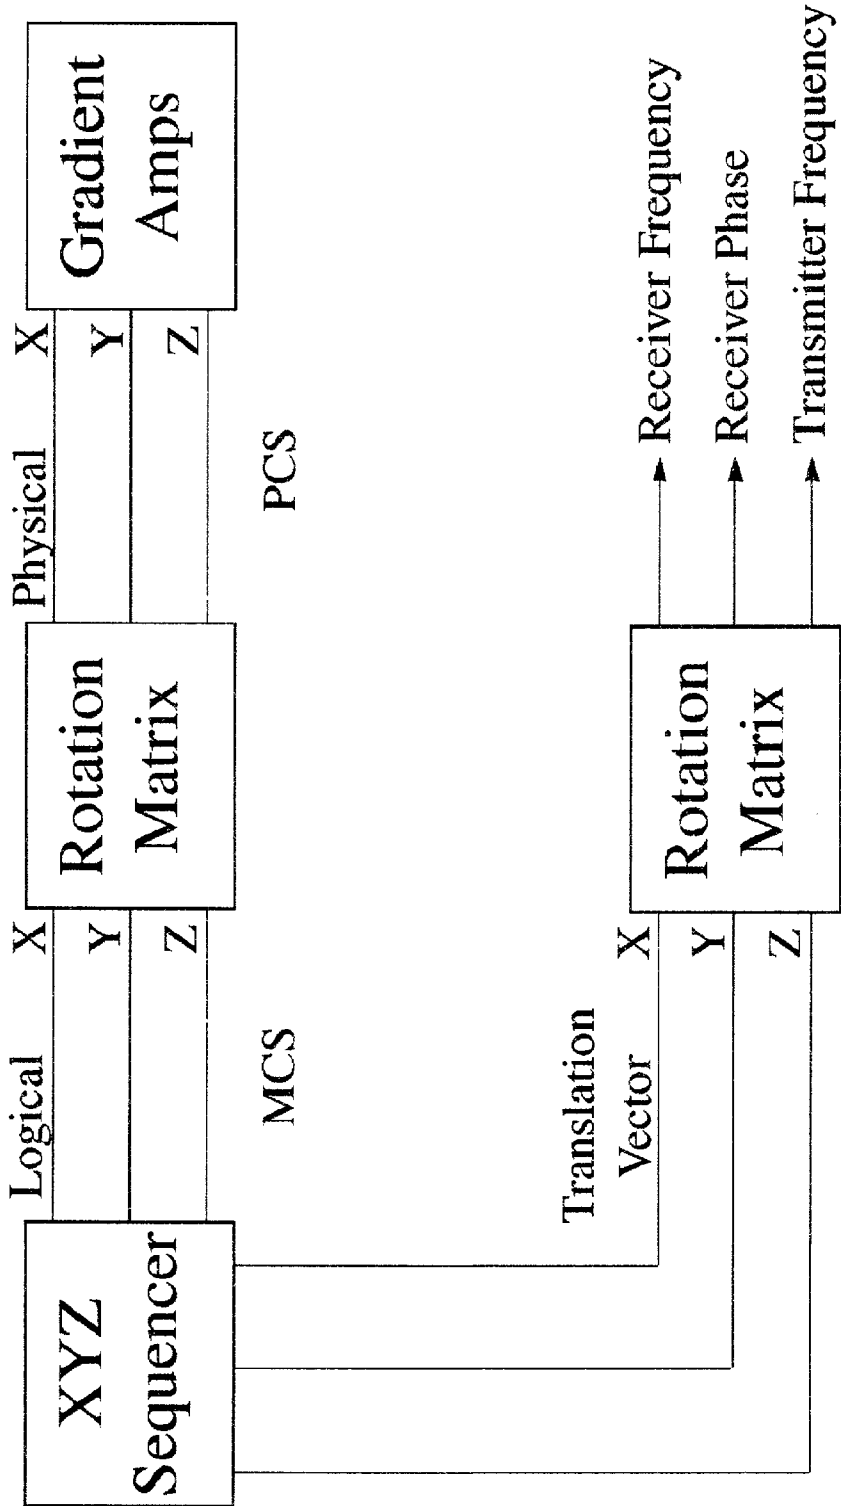 XYZ
Sequencer
Logical
X
Y
Z
MCS
Rotation
Matrix
Physical
X
Y
Z
PCS
Gradient
Amps
Translation
Vector
X
Y
Z
Rotation
Matrix
Receiver Frequency
Receiver Phase
Transmitter Frequency